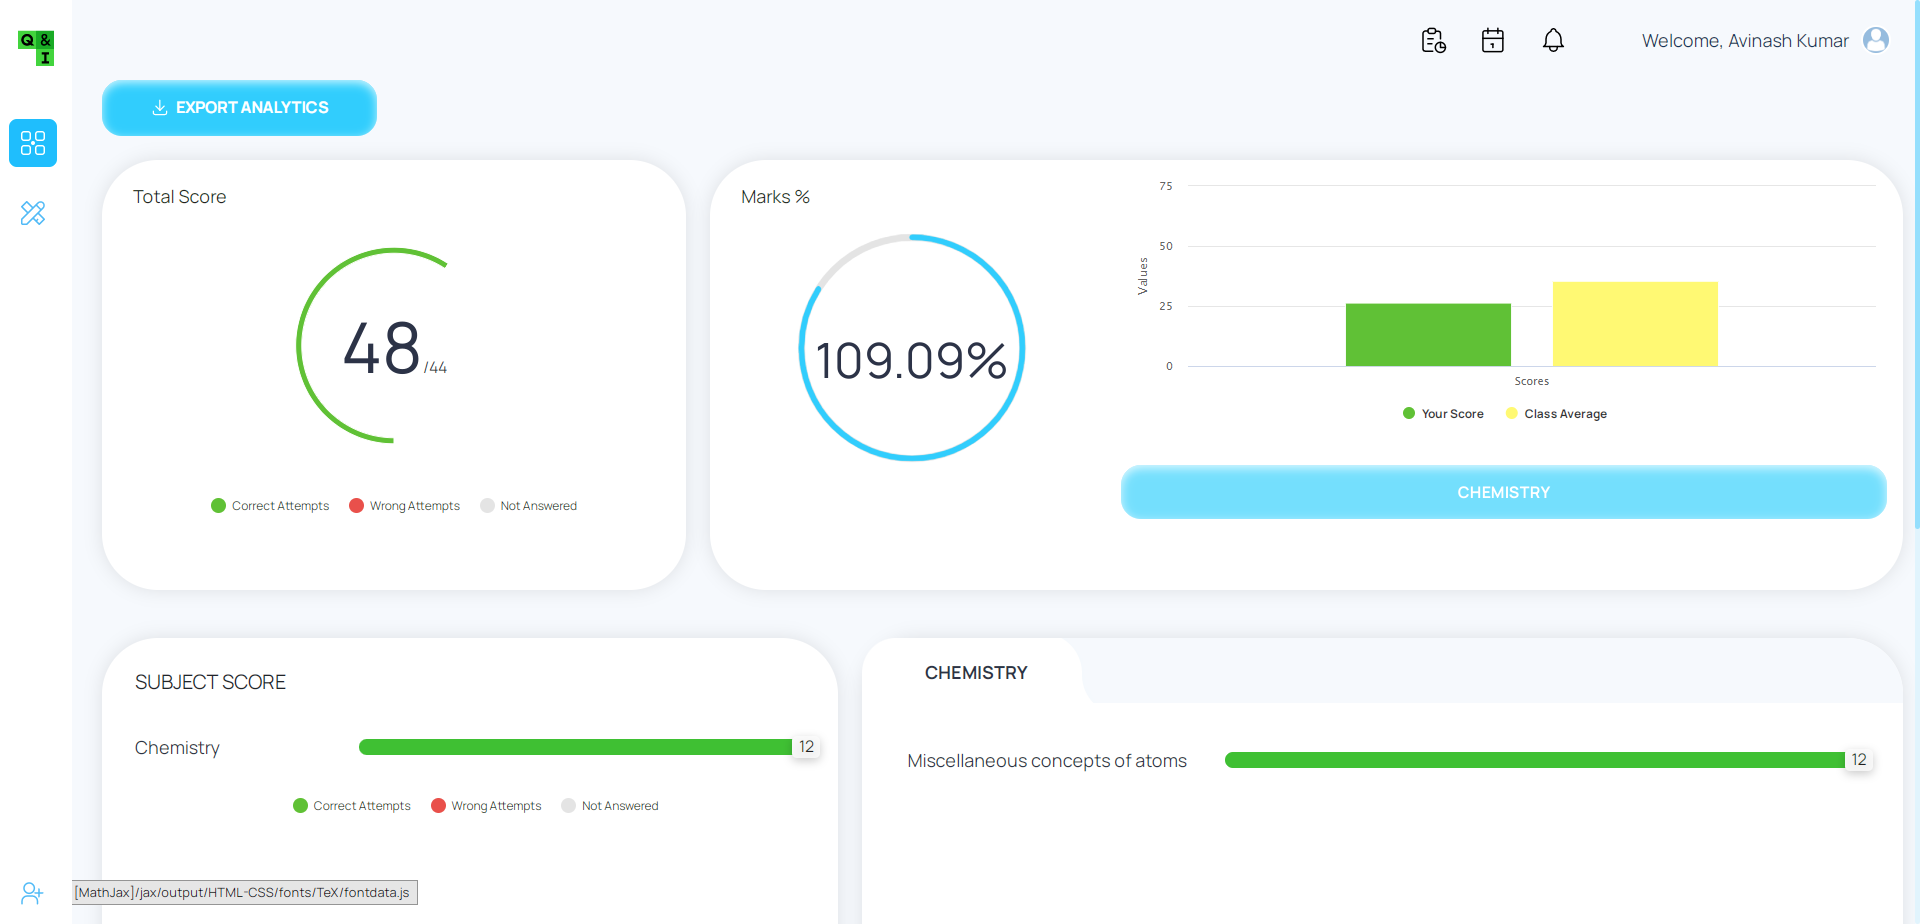 Q &
I
Welcome, Avinash Kumar
EXPORT ANALYTICS
Total Score
48 /44
Correct Attempts Wrong Attempts Not Answered
Marks %
109.09%
75
50
25
0
Values
Scores
Your Score Class Average
CHEMISTRY
SUBJECT SCORE
Chemistry 12
Correct Attempts Wrong Attempts Not Answered
CHEMISTRY
Miscellaneous concepts of atoms 12
[MathJax]/jax/output/HTML-CSS/fonts/TeX/fontdata.js